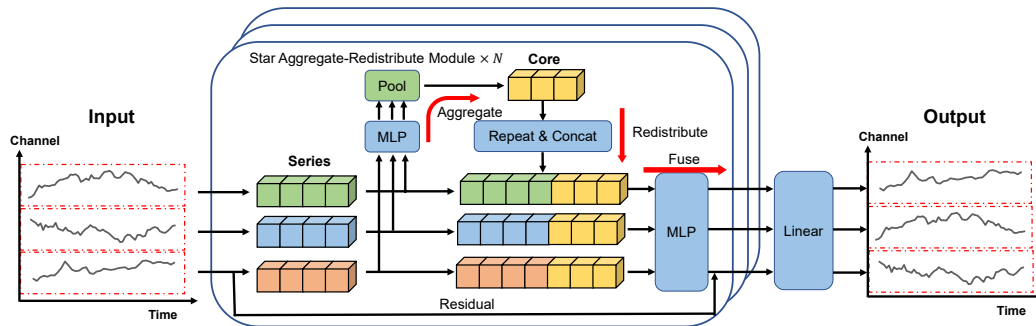 Star Aggregate-Redistribute Module × N
Core
Pool
Aggregate
Input
Output
Channel
MLP
Repeat & Concat
Redistribute
Channel
Series
Fuse
MLP
Linear
Residual
Time
Time